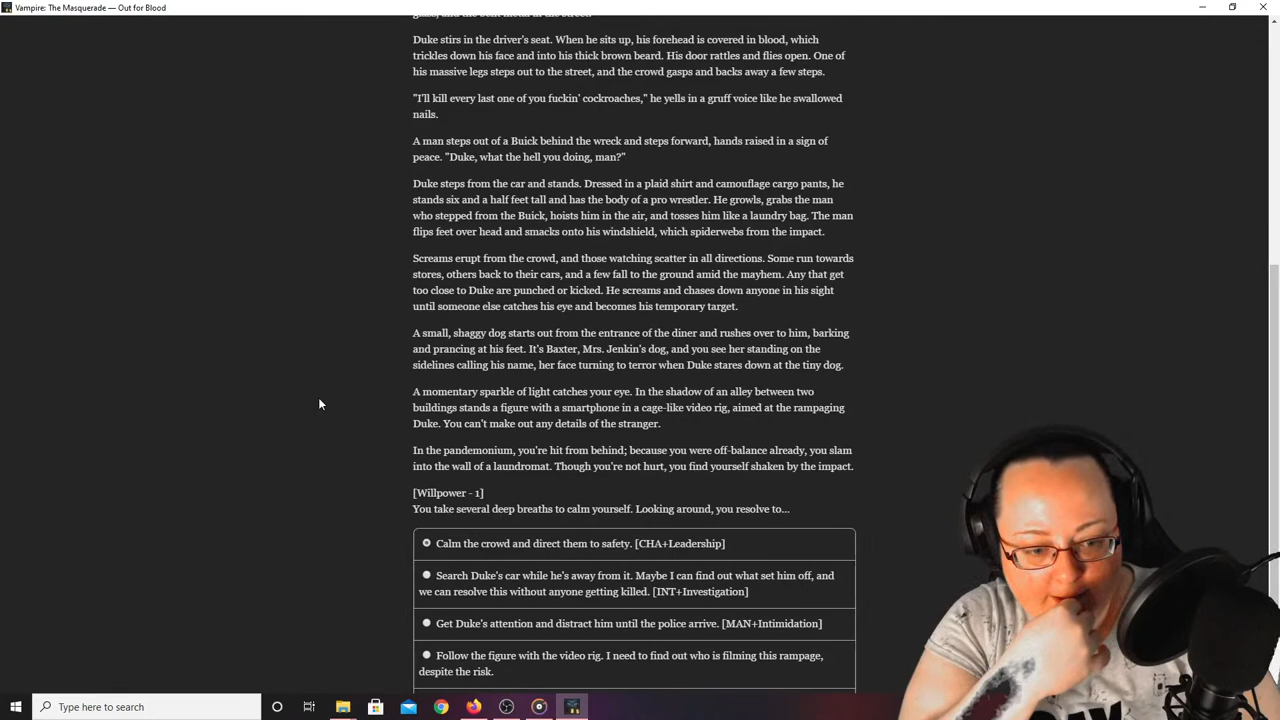 Vampire: The Masquerade — Out for Blood
glass, and the bent metal in the street.
Duke stirs in the driver's seat. When he sits up, his forehead is covered in blood, which
trickles down his face and into his thick brown beard. His door rattles and flies open. One of
his massive legs steps out to the street, and the crowd gasps and backs away a few steps.
"I'll kill every last one of you fuckin' cockroaches," he yells in a gruff voice like he swallowed
nails.
A man steps out of a Buick behind the wreck and steps forward, hands raised in a sign of
peace. "Duke, what the hell you doing, man?"
Duke steps from the car and stands. Dressed in a plaid shirt and camouflage cargo pants, he
stands six and a half feet tall and has the body of a pro wrestler. He growls, grabs the man
who stepped from the Buick, hoists him in the air, and tosses him like a laundry bag. The man
flips feet over head and smacks onto his windshield, which spiderwebs from the impact.
Screams erupt from the crowd, and those watching scatter in all directions. Some run towards
stores, others back to their cars, and a few fall to the ground amid the mayhem. Any that get
too close to Duke are punched or kicked. He screams and chases down anyone in his sight
until someone else catches his eye and becomes his temporary target.
A small, shaggy dog starts out from the entrance of the diner and rushes over to him, barking
and prancing at his feet. It's Baxter, Mrs. Jenkin's dog, and you see her standing on the
sidelines calling his name, her face turning to terror when Duke stares down at the tiny dog.
A momentary sparkle of light catches your eye. In the shadow of an alley between two
buildings stands a figure with a smartphone in a cage-like video rig, aimed at the rampaging
Duke. You can't make out any details of the stranger.
In the pandemonium, you're hit from behind; because you were off-balance already, you slam
into the wall of a laundromat. Though you're not hurt, you find yourself shaken by the impact.
[Willpower - 1]
You take several deep breaths to calm yourself. Looking around, you resolve to...
Calm the crowd and direct them to safety. [CHA+Leadership]
Search Duke's car while he's away from it. Maybe I can find out what set him off, and
we can resolve this without anyone getting killed. [INT+Investigation]
Get Duke's attention and distract him until the police arrive. [MAN+Intimidation]
Follow the figure with the video rig. I need to find out who is filming this rampage,
despite the risk.
Type here to search